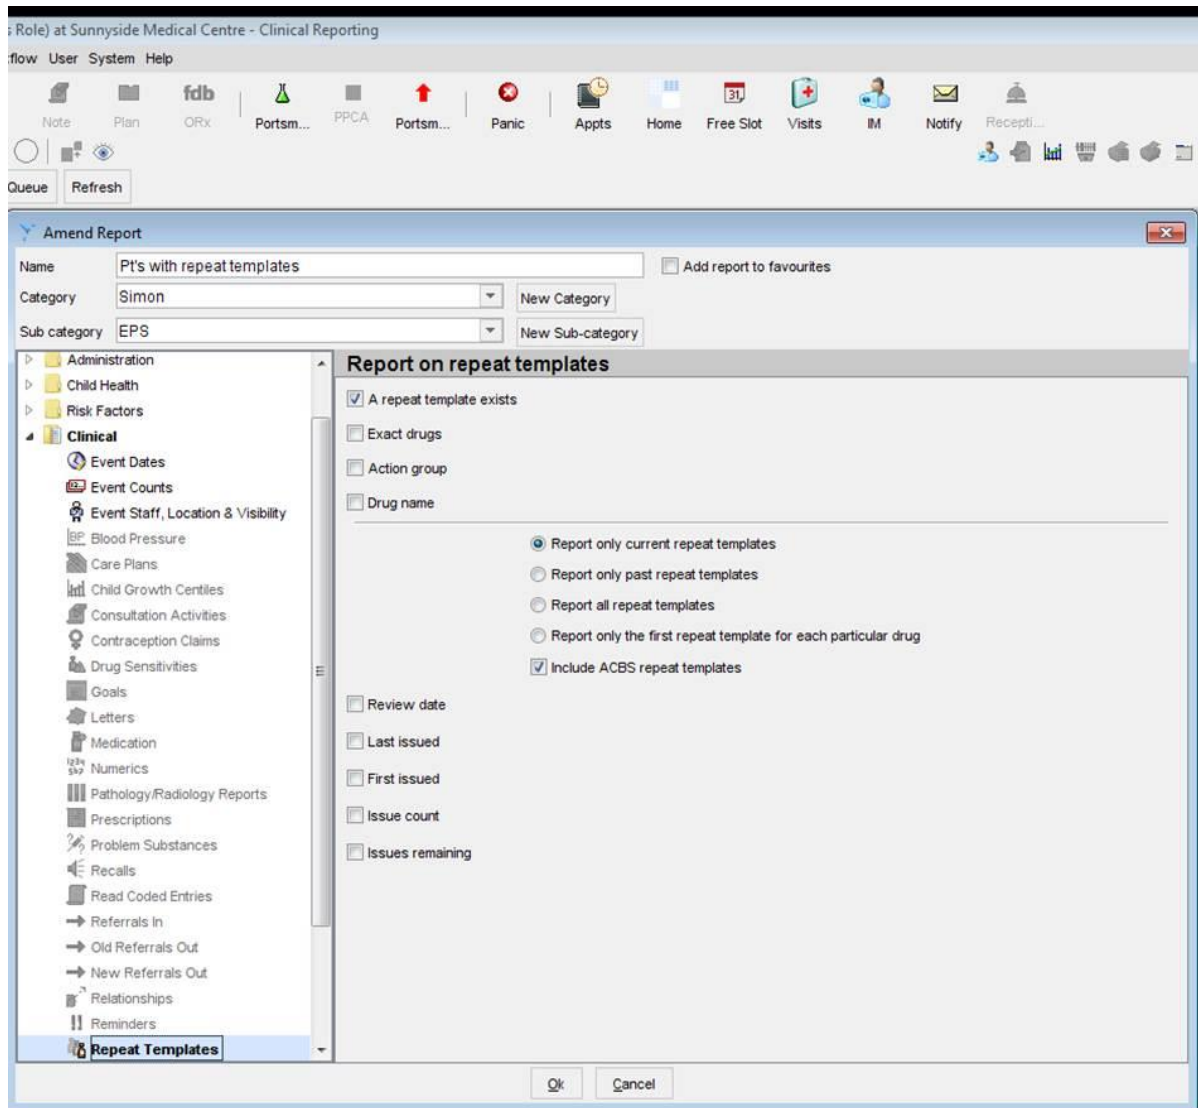 s Role) at Sunnyside Medical Centre - Clinical Reporting
flow User System Help
Note Plan fdb ORx Portsm... PPCA Portsm... Panic Appts Home 31 Free Slot Visits IM Notify Recepti...
Queue Refresh
Amend Report
Name Pt's with repeat templates Add report to favourites
Category Simon New Category
Sub category EPS New Sub-category
Administration
Child Health
Risk Factors
Clinical
Event Dates
Event Counts
Event Staff, Location & Visibility
BP Blood Pressure
Care Plans
Child Growth Centiles
Consultation Activities
Contraception Claims
Drug Sensitivities
Goals
Letters
Medication
Numerics
Pathology/Radiology Reports
Prescriptions
Problem Substances
Recalls
Read Coded Entries
Referrals In
Old Referrals Out
New Referrals Out
Relationships
Reminders
Repeat Templates
Report on repeat templates
A repeat template exists
Exact drugs
Action group
Drug name
Report only current repeat templates
Report only past repeat templates
Report all repeat templates
Report only the first repeat template for each particular drug
Include ACBS repeat templates
Review date
Last issued
First issued
Issue count
Issues remaining
Ok Cancel